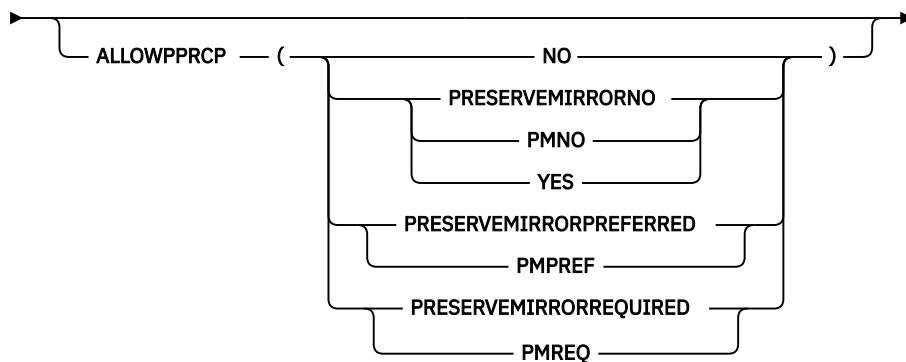 ALLOWPPRCP ( NO )
PRESERVEMIRRORNO
PMNO
YES
PRESERVEMIRRORPREFERRED
PMPREF
PRESERVEMIRRORREQUIRED
PMREQ